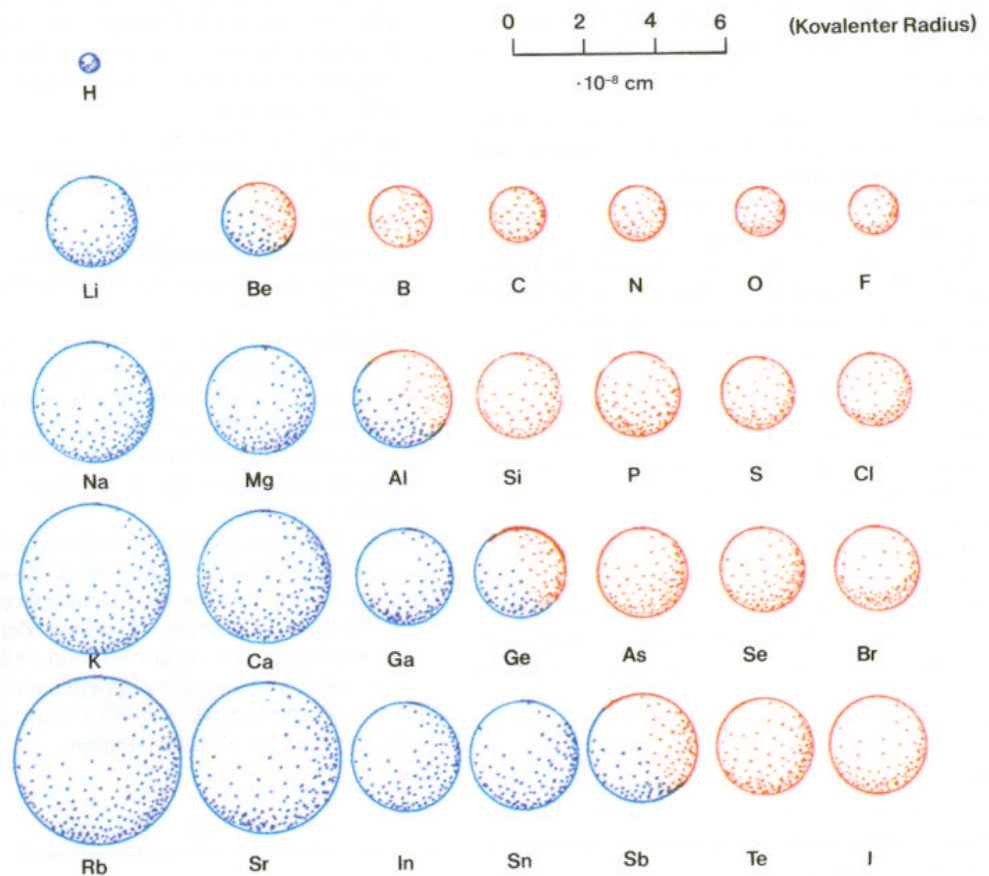 0 2 4 6 (Kovalenter Radius)
·10⁻⁸ cm
H
Li Be B C N O F
Na Mg Al Si P S Cl
K Ca Ga Ge As Se Br
Rb Sr In Sn Sb Te I